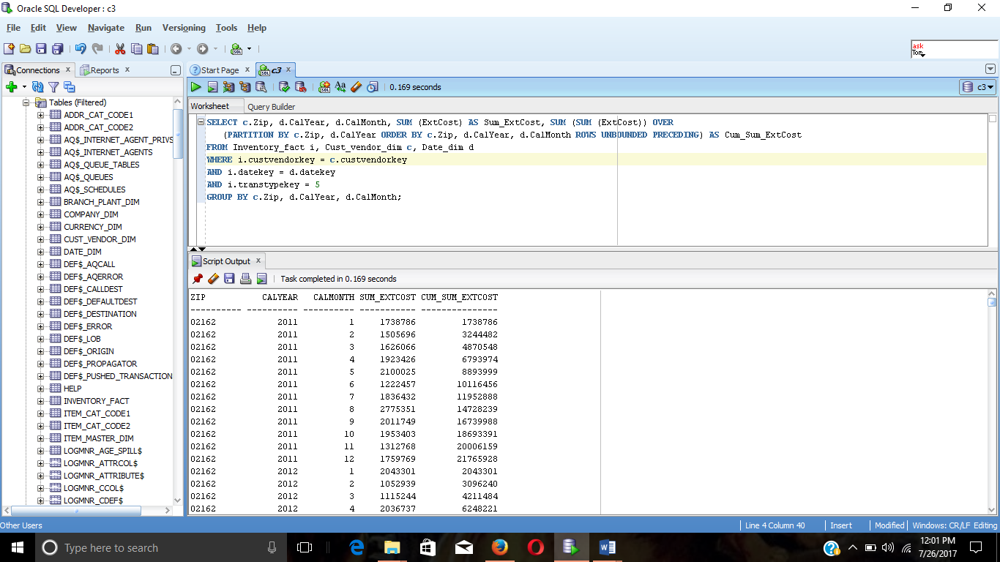 Oracle SQL Developer : c3
File Edit View Navigate Run Versioning Tools Help
ask
Tom
Connections x Reports x
Start Page x c3 x
0.169 seconds
c3
Worksheet Query Builder
Tables (Filtered)
ADDR_CAT_CODE1
ADDR_CAT_CODE2
AQ$_INTERNET_AGENT_PRIVS
AQ$_INTERNET_AGENTS
AQ$_QUEUE_TABLES
AQ$_QUEUES
AQ$_SCHEDULES
BRANCH_PLANT_DIM
COMPANY_DIM
CURRENCY_DIM
CUST_VENDOR_DIM
DATE_DIM
DEF$_AQCALL
DEF$_AQERROR
DEF$_CALLDEST
DEF$_DEFAULTDEST
DEF$_DESTINATION
DEF$_ERROR
DEF$_LOB
DEF$_ORIGIN
DEF$_PROPAGATOR
DEF$_PUSHED_TRANSACTION
HELP
INVENTORY_FACT
ITEM_CAT_CODE1
ITEM_CAT_CODE2
ITEM_MASTER_DIM
LOGMNR_AGE_SPILL$
LOGMNR_ATTRCOL$
LOGMNR_ATTRIBUTE$
LOGMNR_CCOL$
LOGMNR_CDEF$
SELECT c.Zip, d.CalYear, d.CalMonth, SUM (ExtCost) AS Sum_ExtCost, SUM (SUM (ExtCost)) OVER
(PARTITION BY c.Zip, d.CalYear ORDER BY c.Zip, d.CalYear, d.CalMonth ROWS UNBOUNDED PRECEDING) AS Cum_Sum_ExtCost
FROM Inventory_fact i, Cust_vendor_dim c, Date_dim d
WHERE i.custvendorkey = c.custvendorkey
AND i.datekey = d.datekey
AND i.transtypekey = 5
GROUP BY c.Zip, d.CalYear, d.CalMonth;
Script Output x
Task completed in 0.169 seconds
ZIP CALYEAR CALMONTH SUM_EXTCOST CUM_SUM_EXTCOST
---------- ---------- ---------- ----------- ---------------
02162 2011 1 1738786 1738786
02162 2011 2 1505696 3244482
02162 2011 3 1626066 4870548
02162 2011 4 1923426 6793974
02162 2011 5 2100025 8893999
02162 2011 6 1222457 10116456
02162 2011 7 1836432 11952888
02162 2011 8 2775351 14728239
02162 2011 9 2011749 16739988
02162 2011 10 1953403 18693391
02162 2011 11 1312768 20006159
02162 2011 12 1759769 21765928
02162 2012 1 2043301 2043301
02162 2012 2 1052939 3096240
02162 2012 3 1115244 4211484
02162 2012 4 2036737 6248221
Other Users
Line 4 Column 40 Insert Modified Windows: CR/LF Editing
Type here to search
12:01 PM
7/26/2017